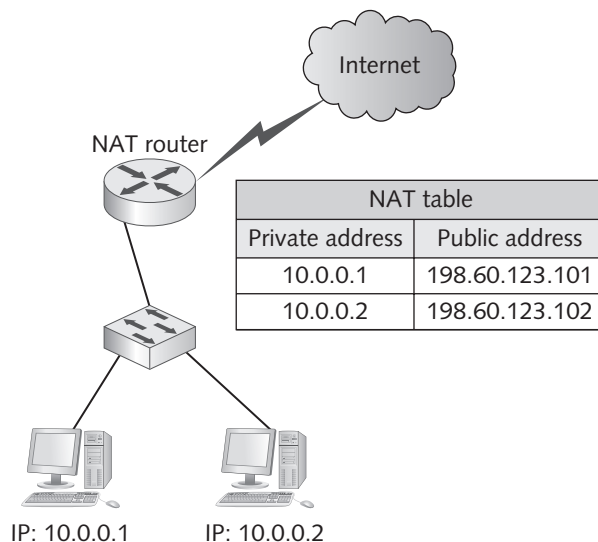 Internet
NAT router
NAT table
Private address Public address
10.0.0.1 198.60.123.101
10.0.0.2 198.60.123.102
IP: 10.0.0.1 IP: 10.0.0.2